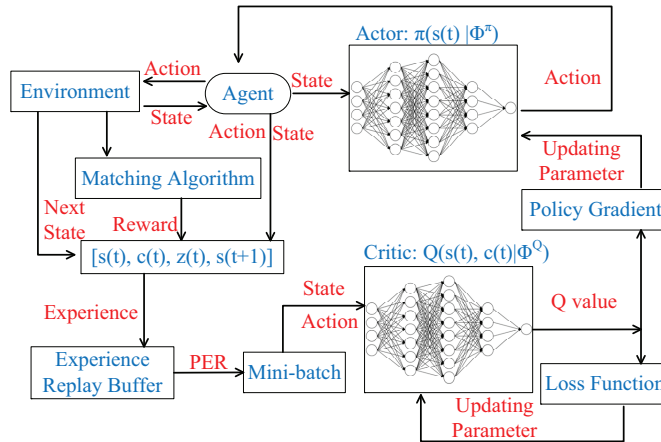 Actor: π(s(t) |Φ^π)
Action
Environment
State
Agent
State
Action
Action
State
Matching Algorithm
Updating
Parameter
Next
State
Reward
Policy Gradient
[s(t), c(t), z(t), s(t+1)]
Critic: Q(s(t), c(t)|Φ^Q)
Experience
State
Action
Q value
Experience
Replay Buffer
PER
Mini-batch
Loss Function
Updating
Parameter